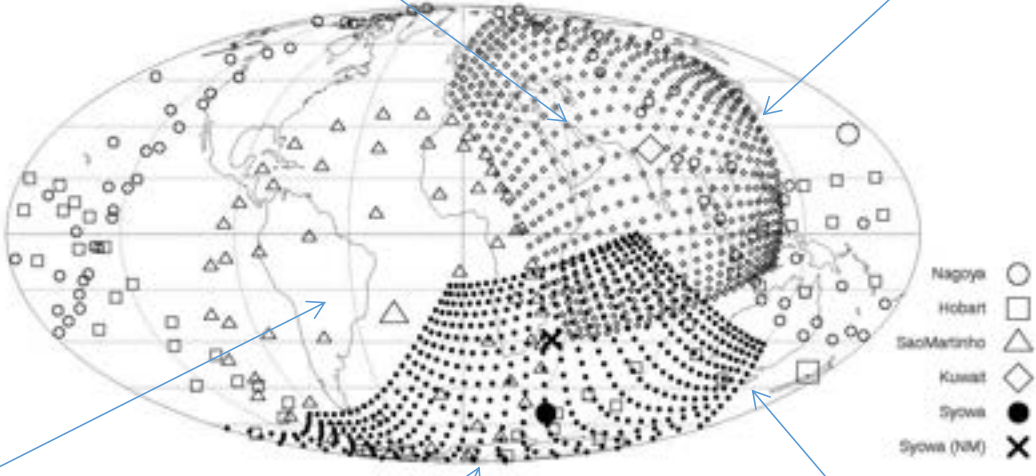 Nagoya
Hobart
SaoMartinho
Kuwait
Syowa
Syowa (NM)